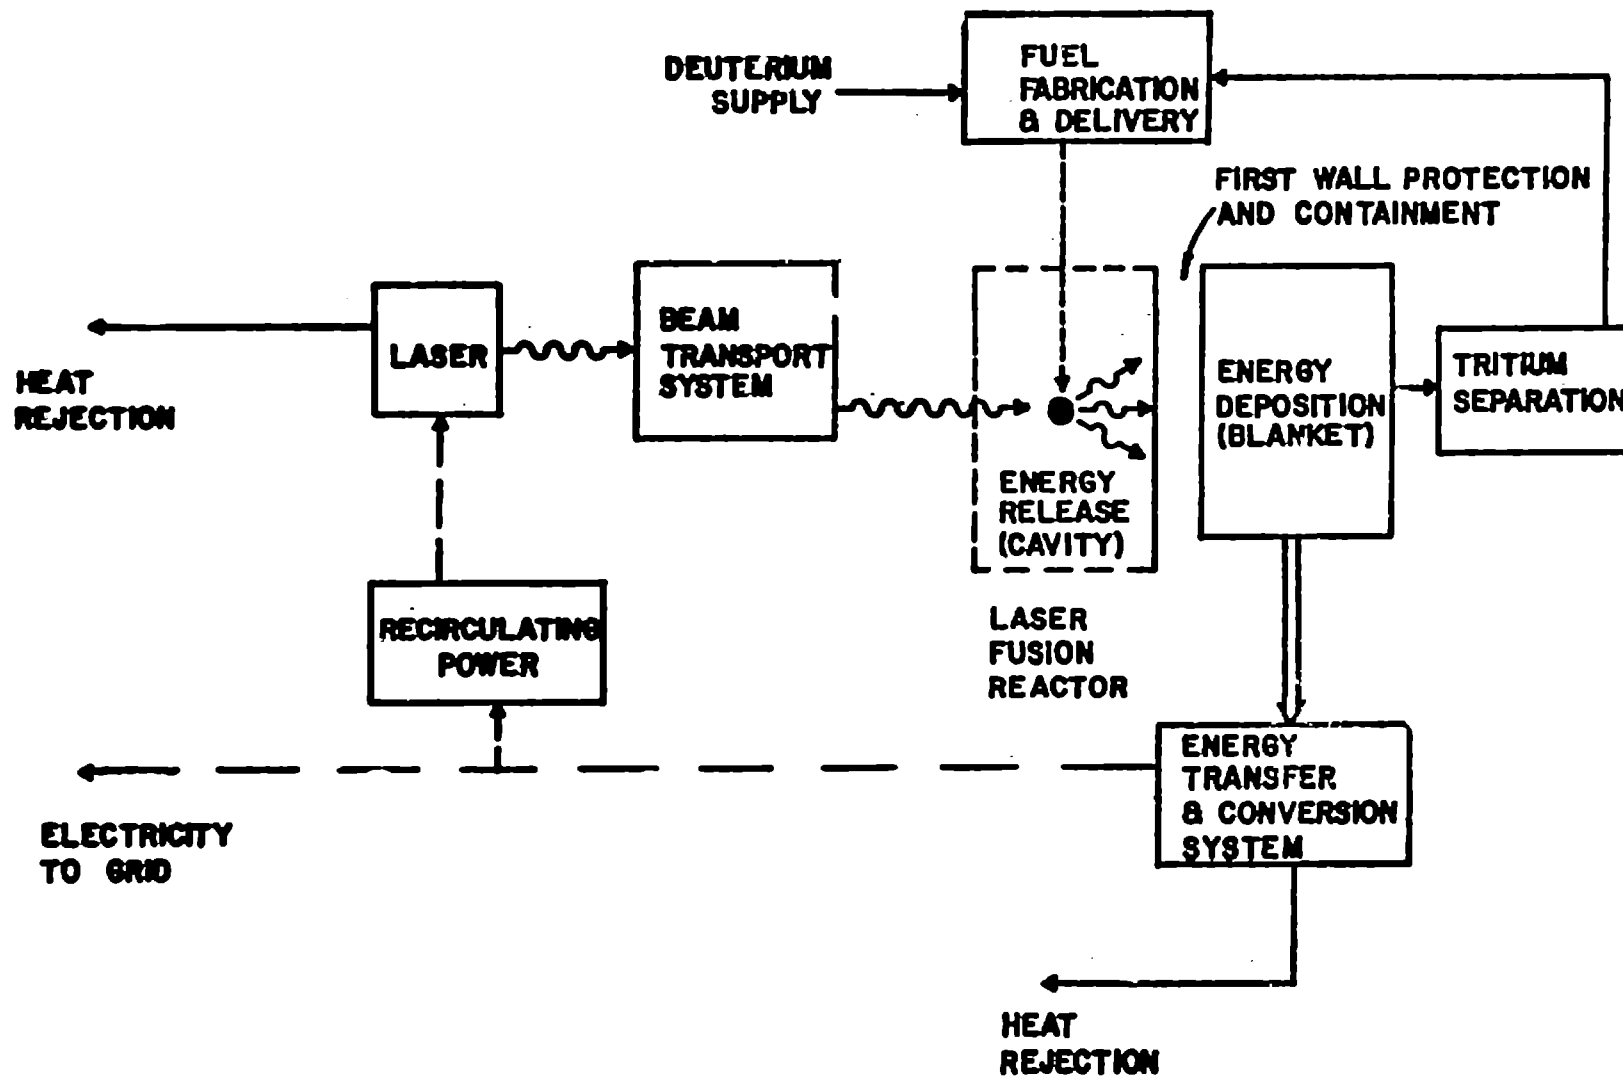 DEUTERIUM
SUPPLY
FUEL
FABRICATION
& DELIVERY
FIRST WALL PROTECTION
AND CONTAINMENT
LASER
BEAM
TRANSPORT
SYSTEM
HEAT
REJECTION
ENERGY
DEPOSITION
(BLANKET)
TRITIUM
SEPARATION
ENERGY
RELEASE
(CAVITY)
LASER
FUSION
REACTOR
RECIRCULATING
POWER
ENERGY
TRANSFER
& CONVERSION
SYSTEM
ELECTRICITY
TO GRID
HEAT
REJECTION